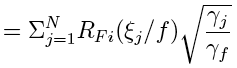 = Σ_{j=1}^{N} R_{Fi}(ξ_j/f) √(γ_j/γ_f)